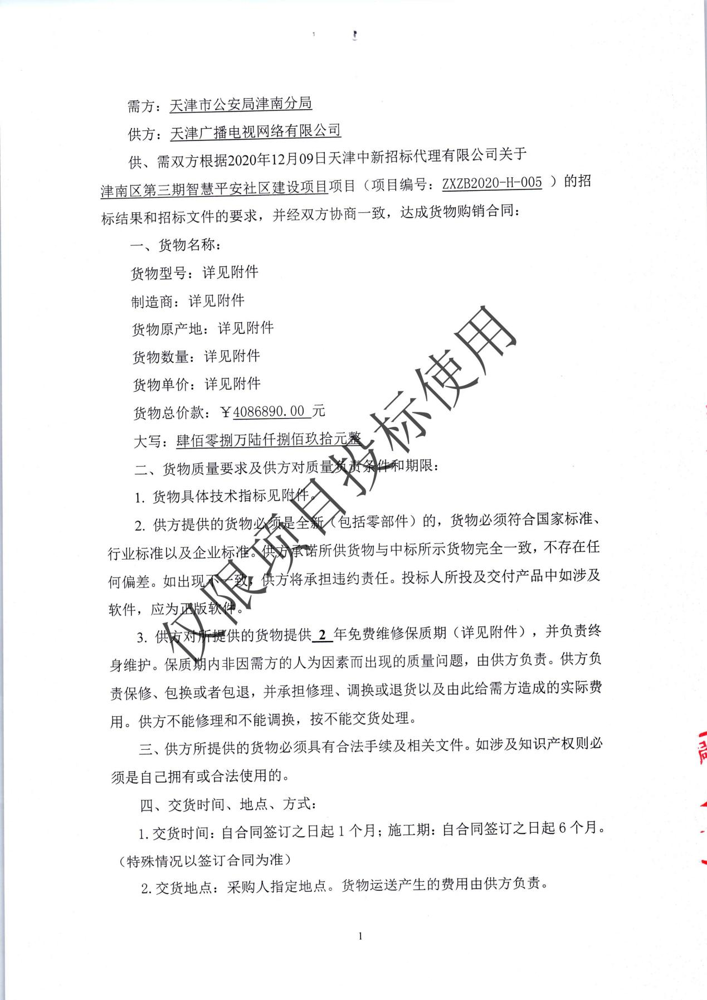 需方：天津市公安局津南分局
供方：天津广播电视网络有限公司
供、需双方根据2020年12月09日天津中新招标代理有限公司关于
津南区第三期智慧平安社区建设项目项目（项目编号：ZXZB2020-H-005 ）的招
标结果和招标文件的要求，并经双方协商一致，达成货物购销合同：
一、货物名称：
货物型号：详见附件
制造商：详见附件
货物原产地：详见附件
货物数量：详见附件
货物单价：详见附件
货物总价款：￥4086890.00 元
大写：肆佰零捌万陆仟捌佰玖拾元整
二、货物质量要求及供方对质量负责条件和期限：
1. 货物具体技术指标见附件。
2. 供方提供的货物必须是全新（包括零部件）的，货物必须符合国家标准、
行业标准以及企业标准。供方承诺所供货物与中标所示货物完全一致，不存在任
何偏差。如出现不一致，供方将承担违约责任。投标人所投及交付产品中如涉及
软件，应为正版软件。
3. 供方对所提供的货物提供 2 年免费维修保质期（详见附件），并负责终
身维护。保质期内非因需方的人为因素而出现的质量问题，由供方负责。供方负
责保修、包换或者包退，并承担修理、调换或退货以及由此给需方造成的实际费
用。供方不能修理和不能调换，按不能交货处理。
三、供方所提供的货物必须具有合法手续及相关文件。如涉及知识产权则必
须是自己拥有或合法使用的。
四、交货时间、地点、方式：
1.交货时间：自合同签订之日起 1 个月；施工期：自合同签订之日起 6 个月。
（特殊情况以签订合同为准）
2.交货地点：采购人指定地点。货物运送产生的费用由供方负责。
1
仅限项目投标使用